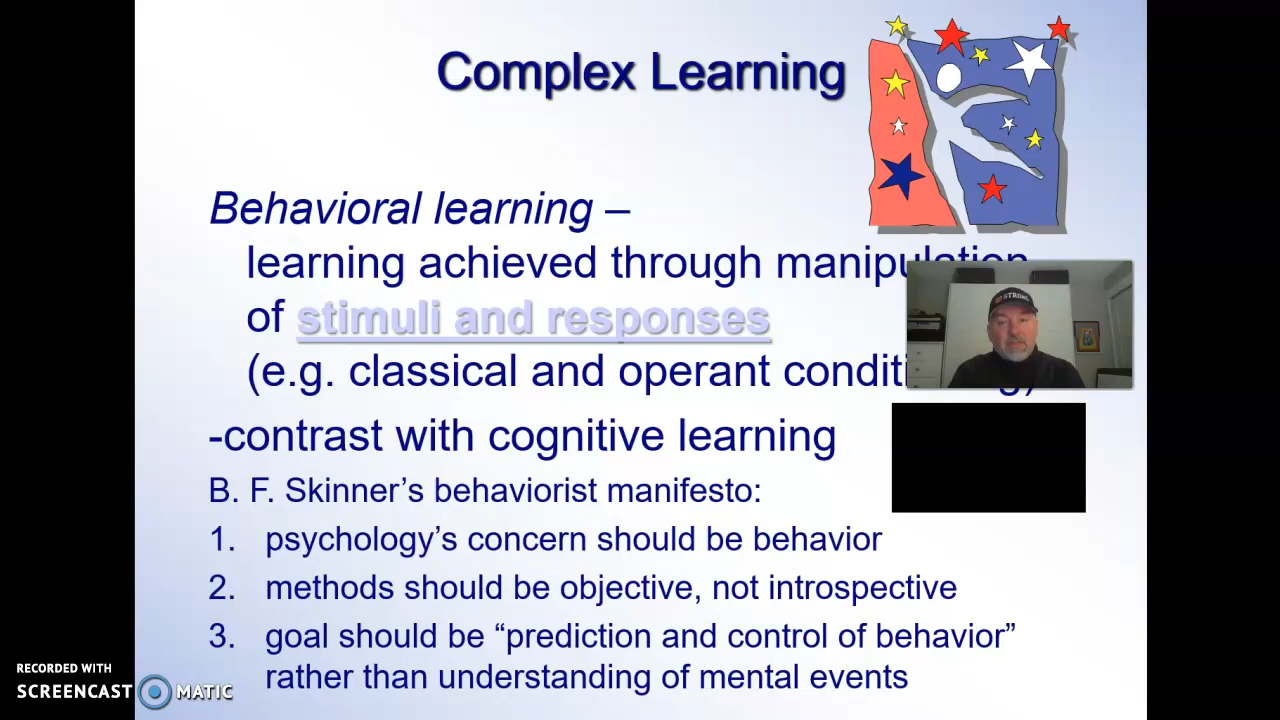 Complex Learning
Behavioral learning –
learning achieved through manipulation
of stimuli and responses
(e.g. classical and operant
STRONG
-contrast with cognitive learning
B. F. Skinner’s behaviorist manifesto:
1. psychology’s concern should be behavior
2. methods should be objective, not introspective
3. goal should be “prediction and control of behavior”
rather than understanding of mental events
RECORDED WITH
SCREENCAST MATIC